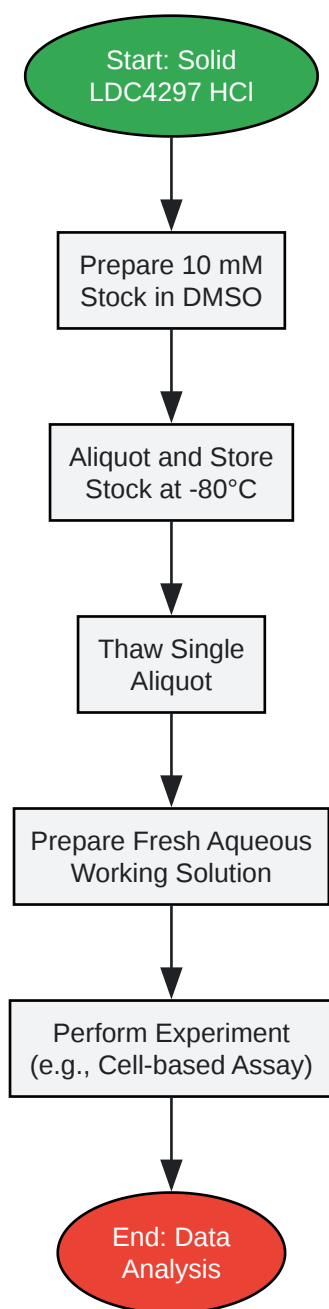 Start: Solid
LDC4297 HCl
Prepare 10 mM
Stock in DMSO
Aliquot and Store
Stock at -80°C
Thaw Single
Aliquot
Prepare Fresh Aqueous
Working Solution
Perform Experiment
(e.g., Cell-based Assay)
End: Data
Analysis